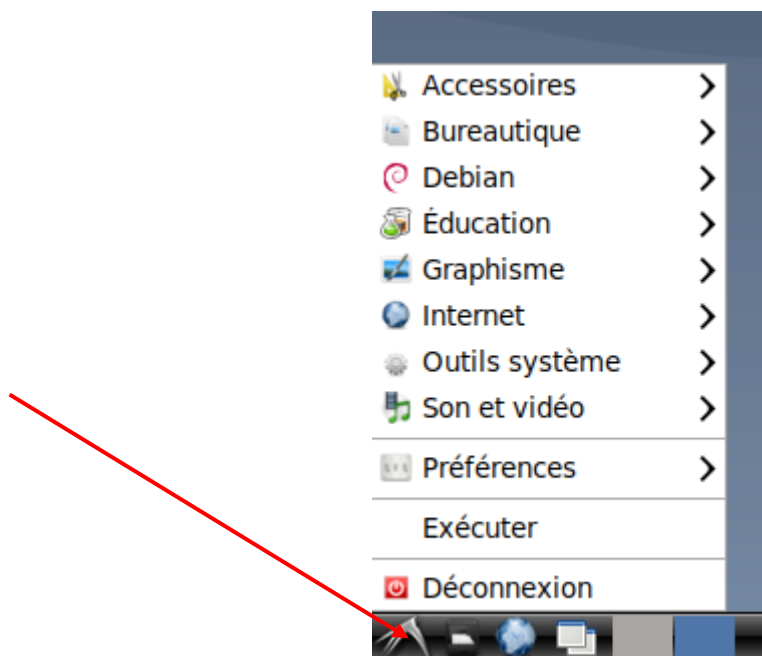 Accessoires
Bureautique
Debian
Éducation
Graphisme
Internet
Outils système
Son et vidéo
Préférences
Exécuter
Déconnexion